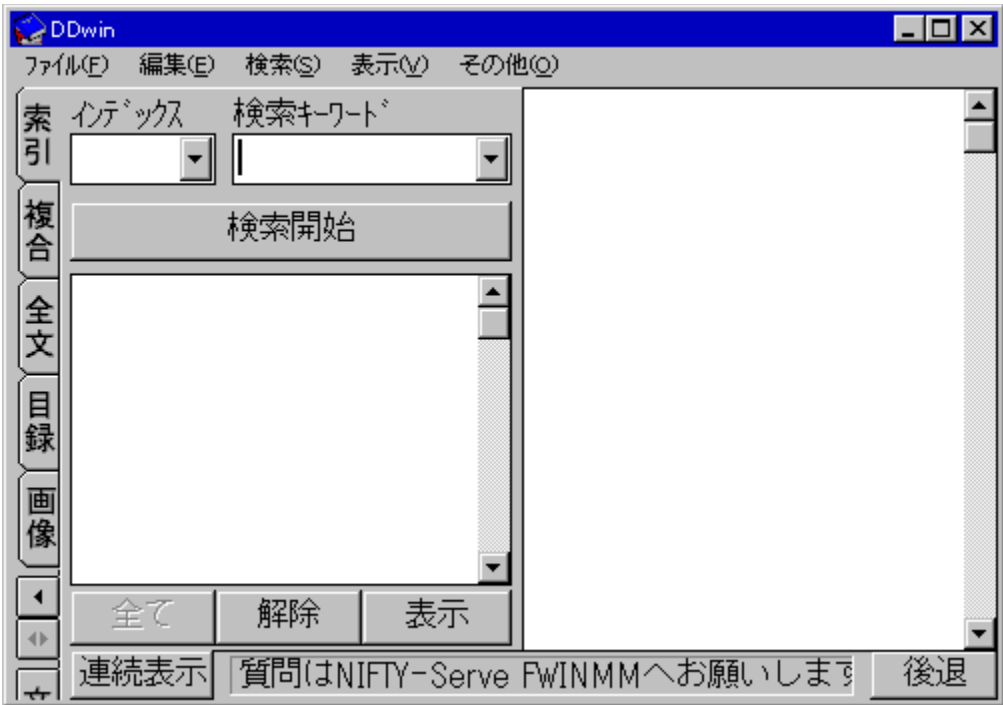 DDwin
ﾌｧｲﾙ(F) 編集(E) 検索(S) 表示(V) その他(O)
索引
ｲﾝﾃﾞｯｸｽ 検索ｷｰﾜｰﾄﾞ
複合
検索開始
全文
目録
画像
全て 解除 表示
連続表示 質問はNIFTY-Serve FWINMMへお願いします 後退